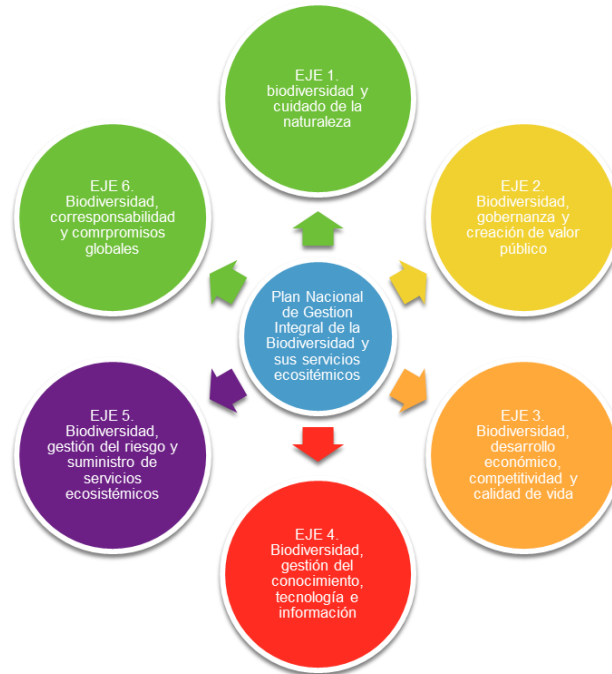 EJE 1.
biodiversidad y
cuidado de la
naturaleza
EJE 2.
Biodiversidad,
gobernanza y
creación de valor
público
EJE 3.
Biodiversidad,
desarrollo
económico,
competitividad y
calidad de vida
EJE 4.
Biodiversidad,
gestión del
conocimiento,
tecnología e
información
EJE 5.
Biodiversidad,
gestión del riesgo y
suministro de
servicios
ecosistémicos
EJE 6.
Biodiversidad,
corresponsabilidad
y comrpromisos
globales
Plan Nacional
de Gestion
Integral de la
Biodiversidad y
sus servicios
ecositémicos